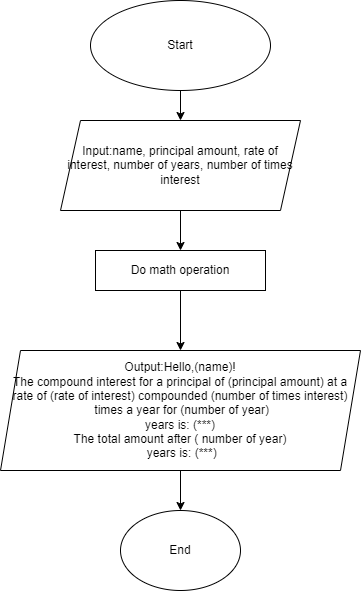 Start
Input:name, principal amount, rate of
interest, number of years, number of times
interest
Do math operation
Output:Hello,(name)!
The compound interest for a principal of (principal amount) at a
rate of (rate of interest) compounded (number of times interest)
times a year for (number of year)
years is: (***)
The total amount after ( number of year)
years is: (***)
End